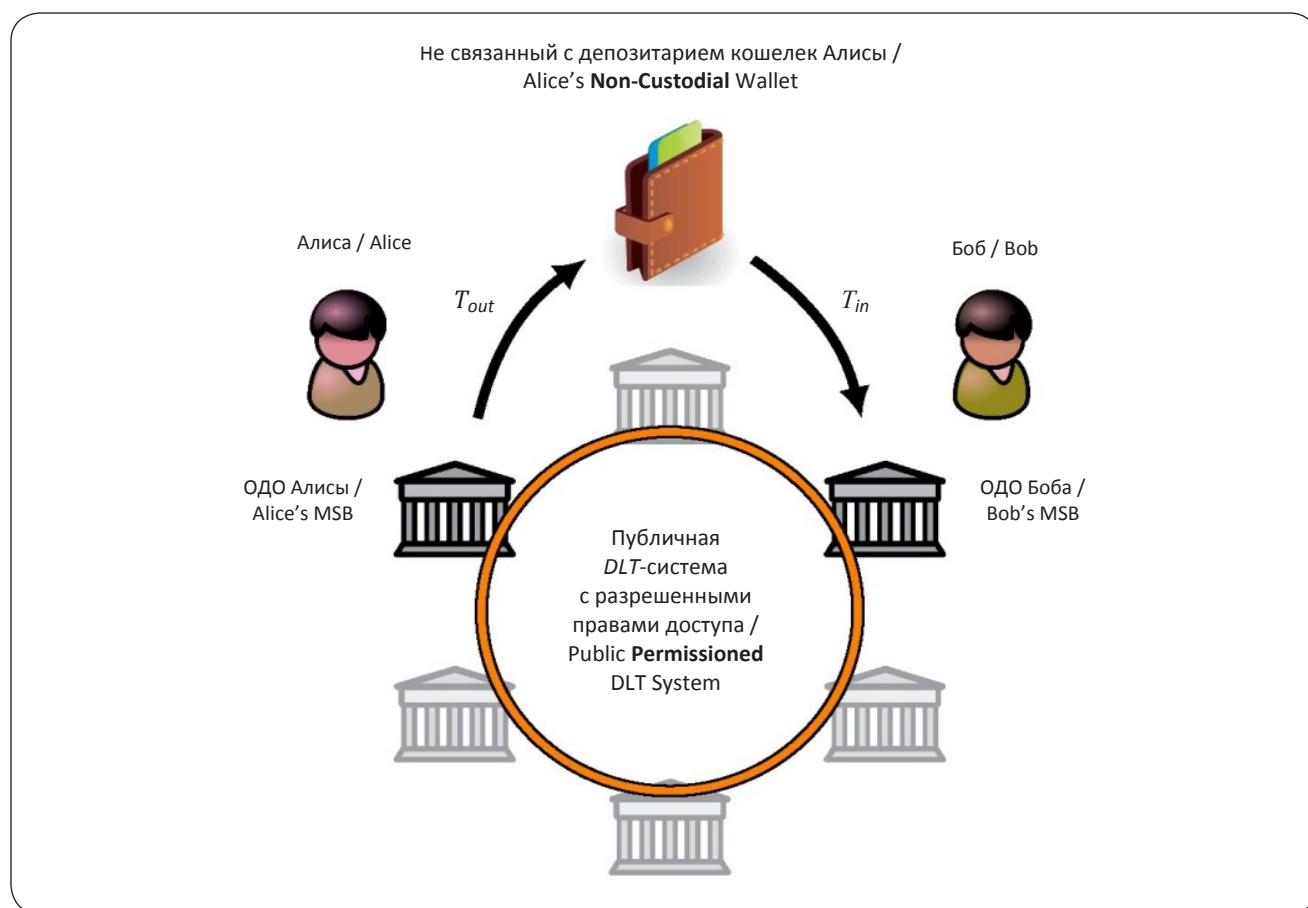 Не связанный с депозитарием кошелек Алисы /
Alice’s Non-Custodial Wallet
Алиса / Alice
Боб / Bob
T_out
T_in
ОДО Алисы /
Alice’s MSB
ОДО Боба /
Bob’s MSB
Публичная
DLT-система
с разрешенными
правами доступа /
Public Permissioned
DLT System